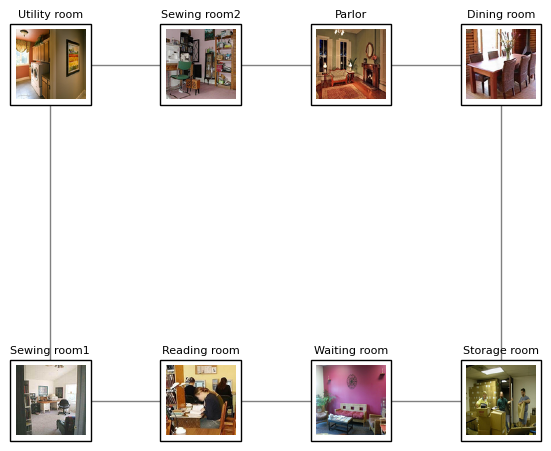 Utility room
Sewing room2
Parlor
Dining room
Sewing room1
Reading room
Waiting room
Storage room